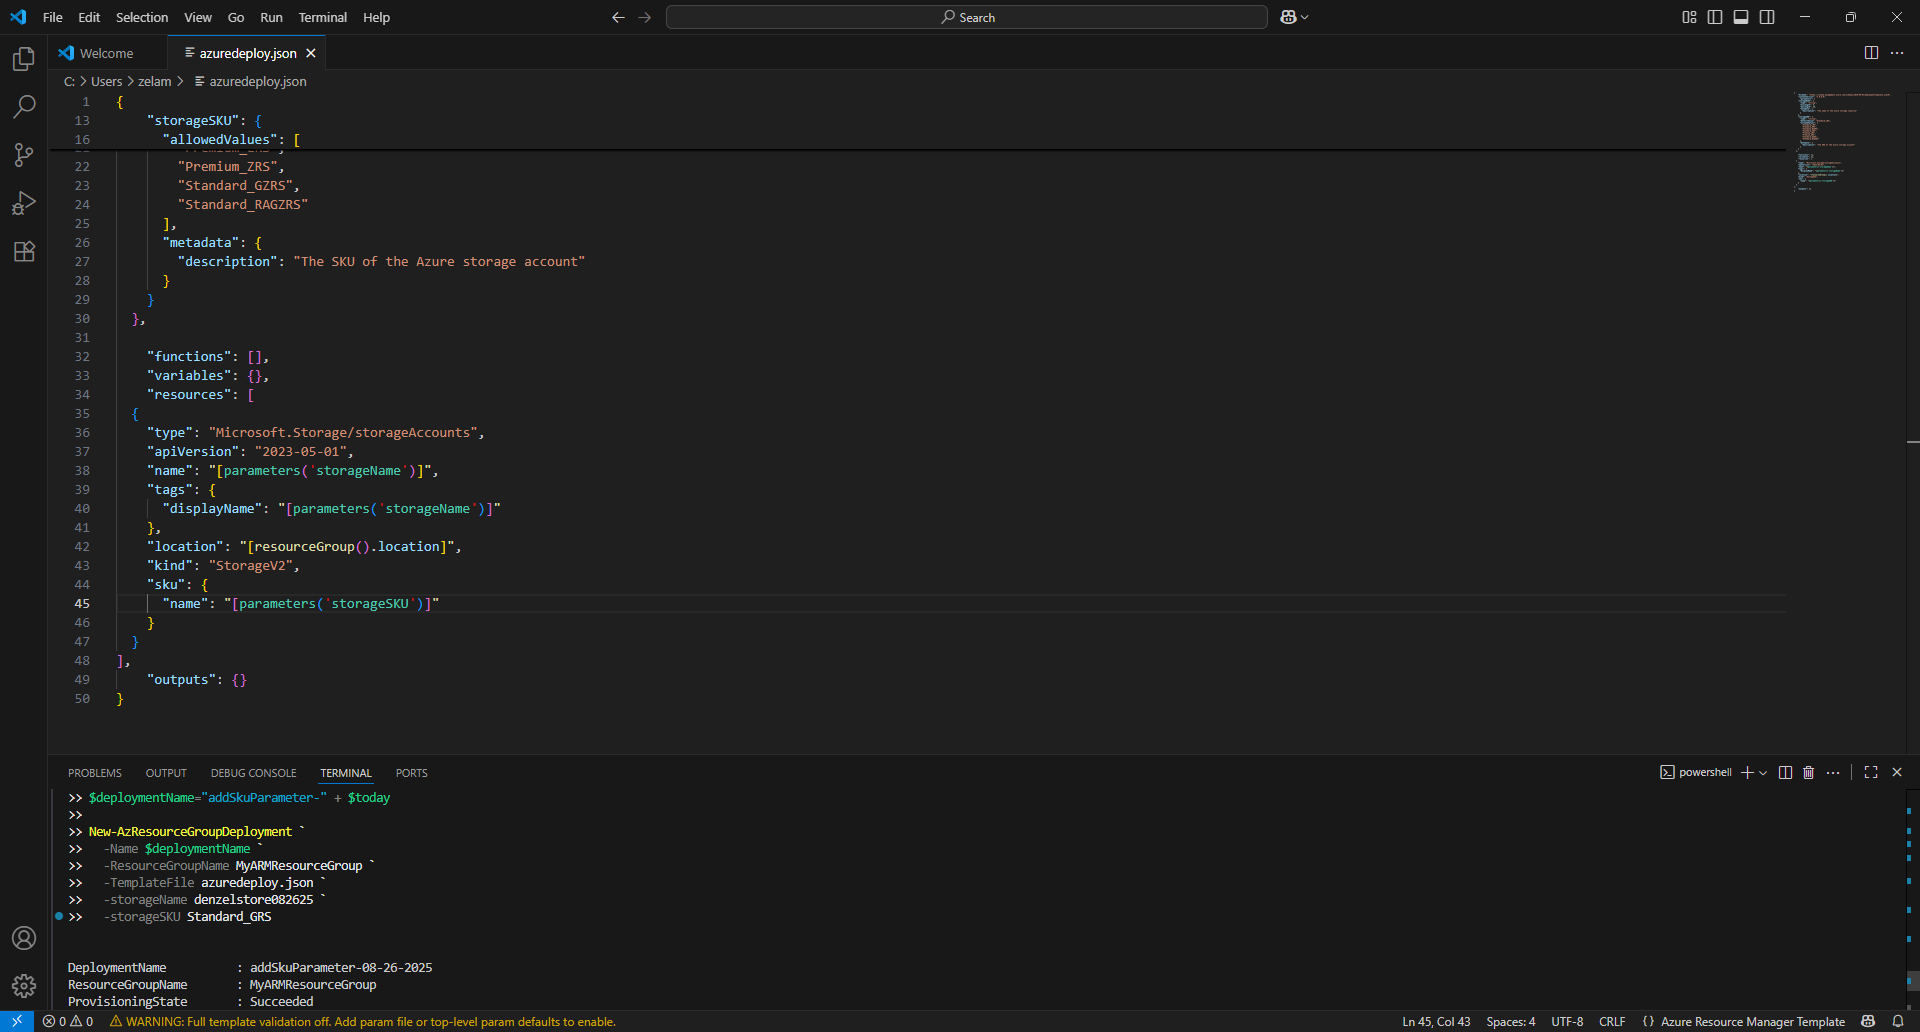 File Edit Selection View Go Run Terminal Help Search
Welcome azuredeploy.json
C: > Users > zelam > azuredeploy.json
1 {
13 "storageSKU": {
16 "allowedValues": [
22 "Premium_ZRS",
23 "Standard_GZRS",
24 "Standard_RAGZRS"
25 ],
26 "metadata": {
27 "description": "The SKU of the Azure storage account"
28 }
29 }
30 },
31
32 "functions": [],
33 "variables": {},
34 "resources": [
35 {
36 "type": "Microsoft.Storage/storageAccounts",
37 "apiVersion": "2023-05-01",
38 "name": "[parameters('storageName')]",
39 "tags": {
40 "displayName": "[parameters('storageName')]"
41 },
42 "location": "[resourceGroup().location]",
43 "kind": "StorageV2",
44 "sku": {
45 "name": "[parameters('storageSKU')]"
46 }
47 }
48 ],
49 "outputs": {}
50 }
PROBLEMS OUTPUT DEBUG CONSOLE TERMINAL PORTS powershell
>> $deploymentName="addSkuParameter-" + $today
>>
>> New-AzResourceGroupDeployment `
>> -Name $deploymentName `
>> -ResourceGroupName MyARMResourceGroup `
>> -TemplateFile azuredeploy.json `
>> -storageName denzelstore082625 `
>> -storageSKU Standard_GRS
DeploymentName : addSkuParameter-08-26-2025
ResourceGroupName : MyARMResourceGroup
ProvisioningState : Succeeded
0 0 WARNING: Full template validation off. Add param file or top-level param defaults to enable. Ln 45, Col 43 Spaces: 4 UTF-8 CRLF {} Azure Resource Manager Template